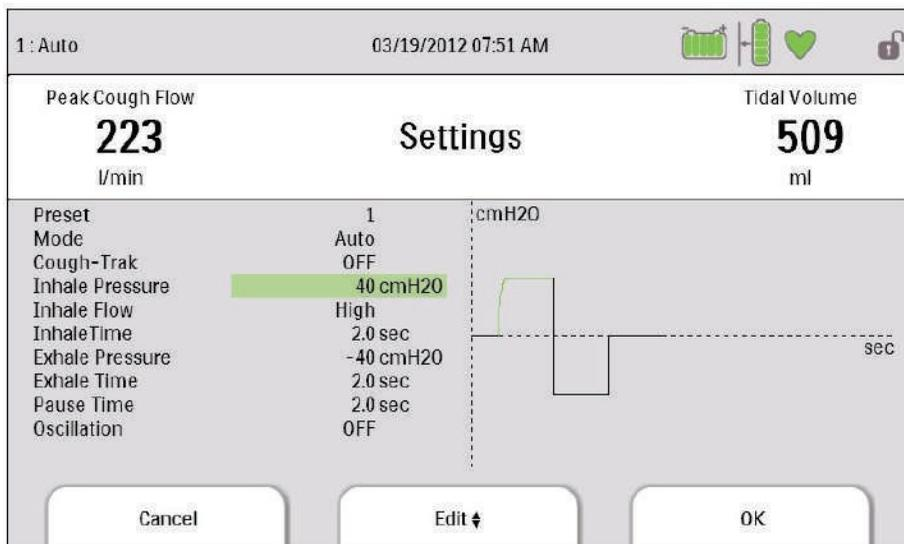 1: Auto 03/19/2012 07:51 AM
Peak Cough Flow
223
l/min
Settings
Tidal Volume
509
ml
Preset 1
Mode Auto
Cough-Trak OFF
Inhale Pressure 40 cmH2O
Inhale Flow High
InhaleTime 2.0 sec
Exhale Pressure -40 cmH2O
Exhale Time 2.0 sec
Pause Time 2.0 sec
Oscillation OFF
cmH2O
sec
Cancel Edit OK